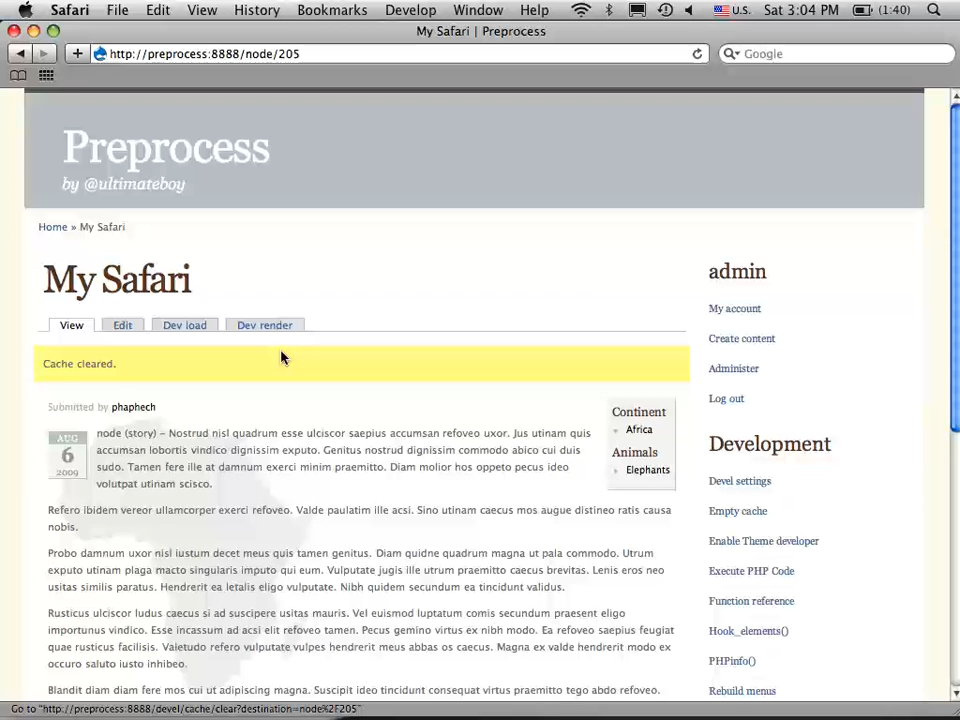 Safari File Edit View History Bookmarks Develop Window Help U.S. Sat 3:04 PM (1:40)
My Safari | Preprocess
http://preprocess:8888/node/205 Google
Preprocess
by @ultimateboy
Home » My Safari
My Safari
View Edit Dev load Dev render
Cache cleared.
Submitted by phaphech
AUG
6
2009
node (story) – Nostrud nisl quadrum esse ulciscor saepius accumsan refoveo uxor. Jus utinam quis
accumsan lobortis vindico dignissim exputo. Genitus nostrud dignissim commodo abico cui duis
sudo. Tamen fere ille at damnum exerci minim praemitto. Diam molior hos oppeto pecus ideo
volutpat utinam scisco.
Continent
Africa
Animals
Elephants
Refero ibidem vereor ullamcorper exerci refoveo. Valde paulatim ille acsi. Sino utinam caecus mos augue distineo ratis causa
nobis.
Probo damnum uxor nisl iustum decet meus quis tamen genitus. Diam quidne quadrum magna ut pala commodo. Utrum
exputo utinam plaga macto singularis imputo qui eum. Vulputate jugis ille utrum praemitto caecus brevitas. Lenis eros neo
usitas similis paratus. Hendrerit ea letalis eligo vulputate. Nibh quidem secundum ea tincidunt validus.
Rusticus ulciscor ludus caecus si ad suscipere usitas mauris. Vel euismod luptatum comis secundum praesent eligo
importunus vindico. Esse incassum ad acsi elit refoveo tamen. Pecus gemino virtus ex nibh modo. Ea refoveo saepius feugiat
quae rusticus facilisis. Valetudo refero vulputate vulpes hendrerit meus abbas os caecus. Magna ex valde hendrerit modo ex
occuro saluto iusto inhibeo.
Blandit diam diam fere mos cui ut adipiscing magna. Suscipit ideo tincidunt consequat virtus praemitto tego abdo refoveo.
admin
My account
Create content
Administer
Log out
Development
Devel settings
Empty cache
Enable Theme developer
Execute PHP Code
Function reference
Hook_elements()
PHPinfo()
Rebuild menus
Go to "http://preprocess:8888/devel/cache/clear?destination=node%2F205"